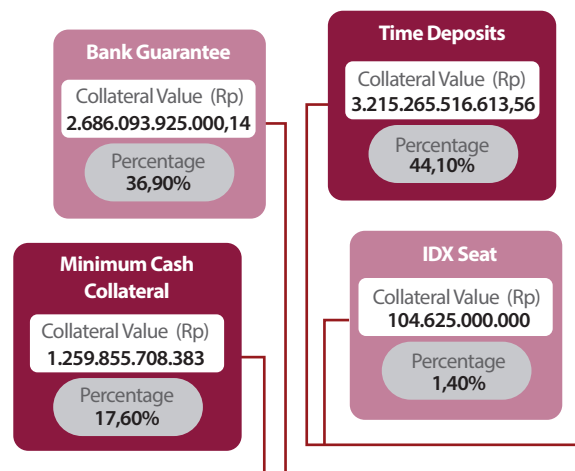 Bank Guarantee
Collateral Value (Rp)
2.686.093.925.000,14
Percentage
36,90%
Time Deposits
Collateral Value (Rp)
3.215.265.516.613,56
Percentage
44,10%
Minimum Cash
Collateral
Collateral Value (Rp)
1.259.855.708.383
Percentage
17,60%
IDX Seat
Collateral Value (Rp)
104.625.000.000
Percentage
1,40%